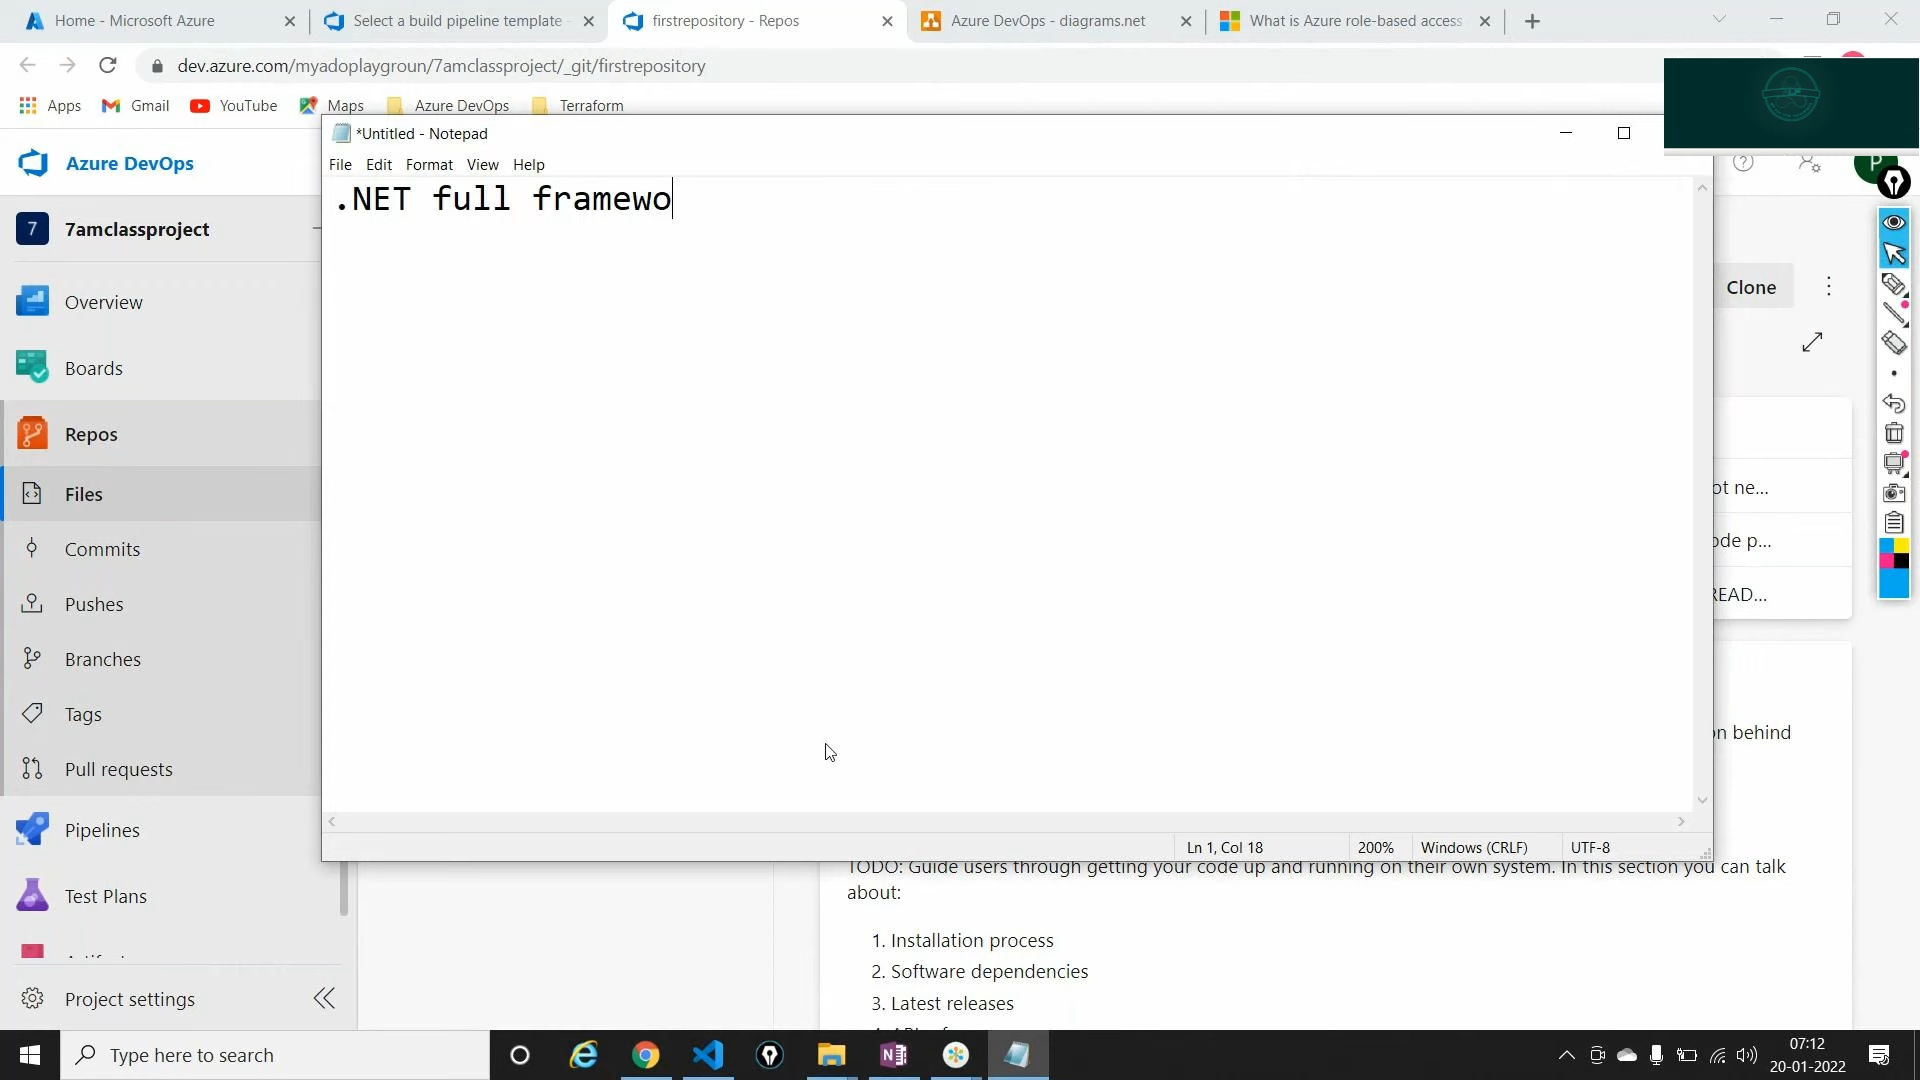 Home - Microsoft Azure
Select a build pipeline template -
firstrepository - Repos
Azure DevOps - diagrams.net
What is Azure role-based access
dev.azure.com/myadoplaygroun/7amclassproject/_git/firstrepository
Apps
Gmail
YouTube
Maps
Azure DevOps
Terraform
*Untitled - Notepad
File Edit Format View Help
.NET full framewo
Azure DevOps
P
7 7amclassproject
Overview
Boards
Repos
Files
Commits
Pushes
Branches
Tags
Pull requests
Pipelines
Test Plans
Project settings
Clone
ot ne...
ode p...
READ...
on behind
Ln 1, Col 18
200%
Windows (CRLF)
UTF-8
TODO: Guide users through getting your code up and running on their own system. In this section you can talk
about:
1. Installation process
2. Software dependencies
3. Latest releases
Type here to search
07:12
20-01-2022